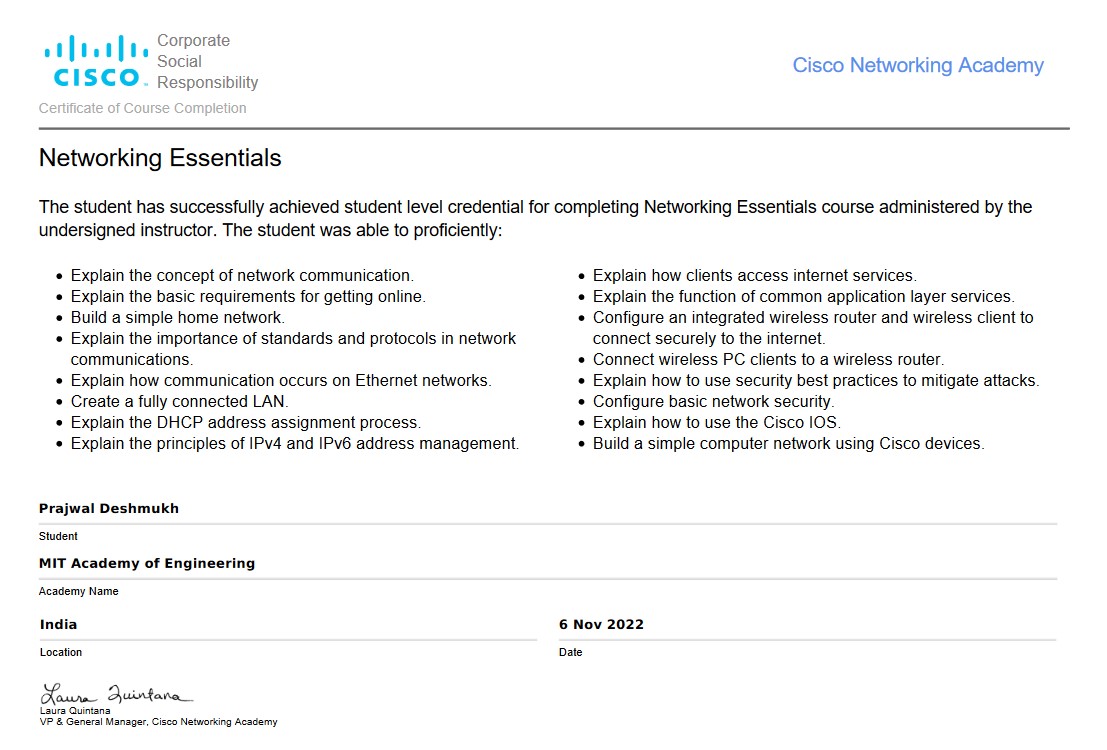 Corporate
Social
Responsibility
CISCO
Certificate of Course Completion
Cisco Networking Academy
Networking Essentials
The student has successfully achieved student level credential for completing Networking Essentials course administered by the
undersigned instructor. The student was able to proficiently:
• Explain the concept of network communication.
• Explain the basic requirements for getting online.
• Build a simple home network.
• Explain the importance of standards and protocols in network
communications.
• Explain how communication occurs on Ethernet networks.
• Create a fully connected LAN.
• Explain the DHCP address assignment process.
• Explain the principles of IPv4 and IPv6 address management.
• Explain how clients access internet services.
• Explain the function of common application layer services.
• Configure an integrated wireless router and wireless client to
connect securely to the internet.
• Connect wireless PC clients to a wireless router.
• Explain how to use security best practices to mitigate attacks.
• Configure basic network security.
• Explain how to use the Cisco IOS.
• Build a simple computer network using Cisco devices.
Prajwal Deshmukh
Student
MIT Academy of Engineering
Academy Name
India
Location
6 Nov 2022
Date
Laura Quintana
Laura Quintana
VP & General Manager, Cisco Networking Academy